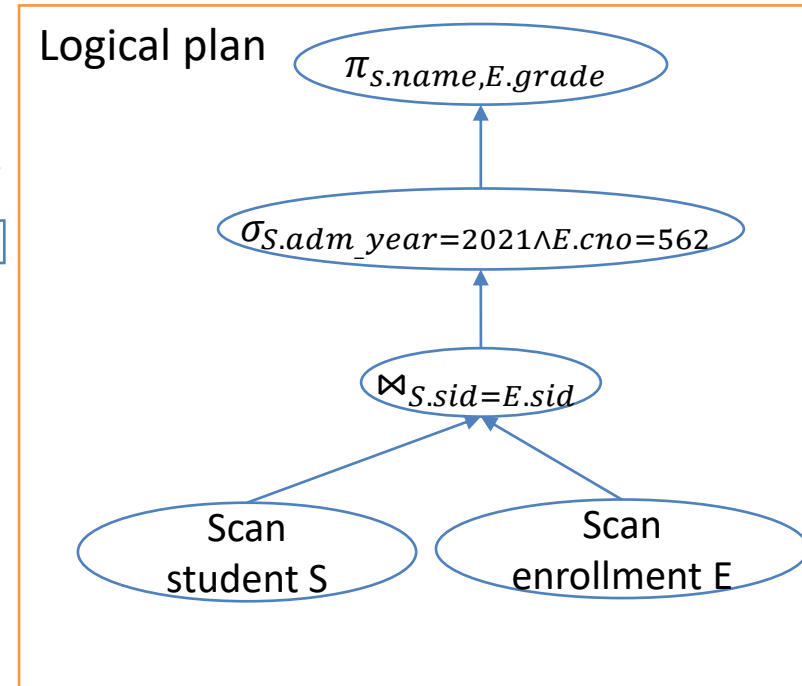 Logical plan
π_{s.name,E.grade}
σ_{S.adm_year=2021∧E.cno=562}
⋈_{S.sid=E.sid}
Scan
student S
Scan
enrollment E